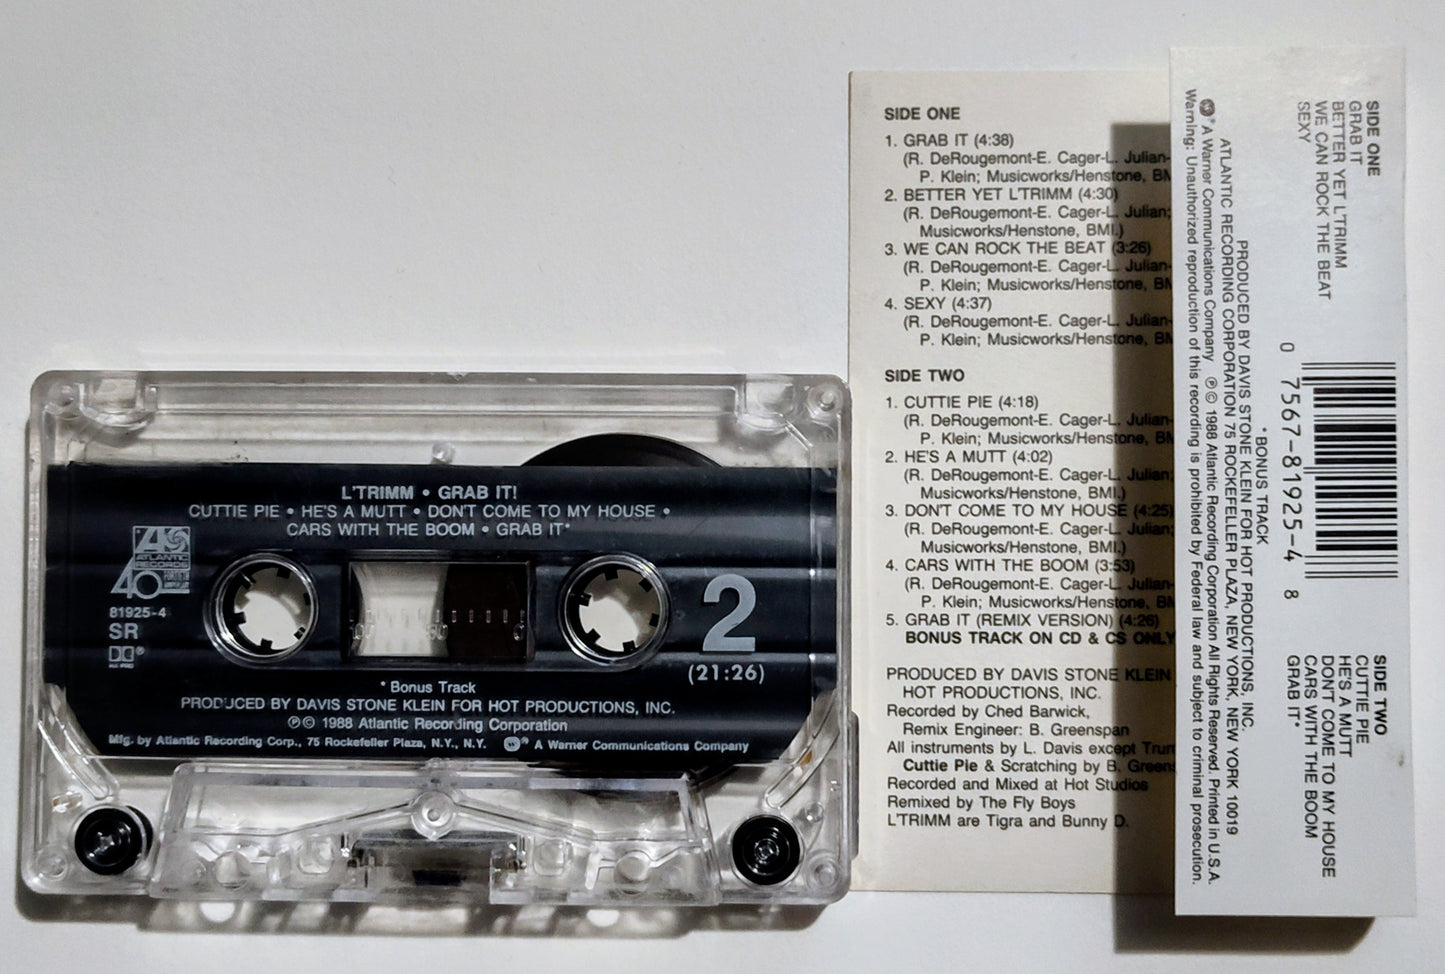 L'TRIMM • GRAB IT!
CUTTIE PIE • HE'S A MUTT • DON'T COME TO MY HOUSE •
CARS WITH THE BOOM • GRAB IT*
ATLANTIC
RECORDS
40
81925-4
SR
2
(21:26)
* Bonus Track
PRODUCED BY DAVIS STONE KLEIN FOR HOT PRODUCTIONS, INC.
℗© 1988 Atlantic Recording Corporation
Mfg. by Atlantic Recording Corp., 75 Rockefeller Plaza, N.Y., N.Y. ® A Warner Communications Company
SIDE ONE
1. GRAB IT (4:38)
(R. DeRougemont-E. Cager-L. Julian-
P. Klein; Musicworks/Henstone, BM
2. BETTER YET L'TRIMM (4:30)
(R. DeRougemont-E. Cager-L. Julian;
Musicworks/Henstone, BMI.)
3. WE CAN ROCK THE BEAT (3:26)
(R. DeRougemont-E. Cager-L. Julian-
P. Klein; Musicworks/Henstone, BM
4. SEXY (4:37)
(R. DeRougemont-E. Cager-L. Julian-
P. Klein; Musicworks/Henstone, BM
SIDE TWO
1. CUTTIE PIE (4:18)
(R. DeRougemont-E. Cager-L. Julian-
P. Klein; Musicworks/Henstone, BM
2. HE'S A MUTT (4:02)
(R. DeRougemont-E. Cager-L. Julian;
Musicworks/Henstone, BMI.)
3. DON'T COME TO MY HOUSE (4:25)
(R. DeRougemont-E. Cager-L. Julian;
Musicworks/Henstone, BMI.)
4. CARS WITH THE BOOM (3:53)
(R. DeRougemont-E. Cager-L. Julian-
P. Klein; Musicworks/Henstone, BM
5. GRAB IT (REMIX VERSION) (4:26)
BONUS TRACK ON CD & CS ONLY
PRODUCED BY DAVIS STONE KLEIN
HOT PRODUCTIONS, INC.
Recorded by Ched Barwick,
Remix Engineer: B. Greenspan
All instruments by L. Davis except Trum
Cuttie Pie & Scratching by B. Greens
Recorded and Mixed at Hot Studios
Remixed by The Fly Boys
L'TRIMM are Tigra and Bunny D.
SIDE ONE
GRAB IT
BETTER YET L'TRIMM
WE CAN ROCK THE BEAT
SEXY
0 7567-81925-4 8
SIDE TWO
CUTTIE PIE
HE'S A MUTT
DON'T COME TO MY HOUSE
CARS WITH THE BOOM
GRAB IT*
* BONUS TRACK
PRODUCED BY DAVIS STONE KLEIN FOR HOT PRODUCTIONS, INC.
ATLANTIC RECORDING CORPORATION 75 ROCKEFELLER PLAZA, NEW YORK, NEW YORK 10019
® A Warner Communications Company ℗© 1988 Atlantic Recording Corporation All Rights Reserved. Printed in U.S.A.
Warning: Unauthorized reproduction of this recording is prohibited by Federal law and subject to criminal prosecution.